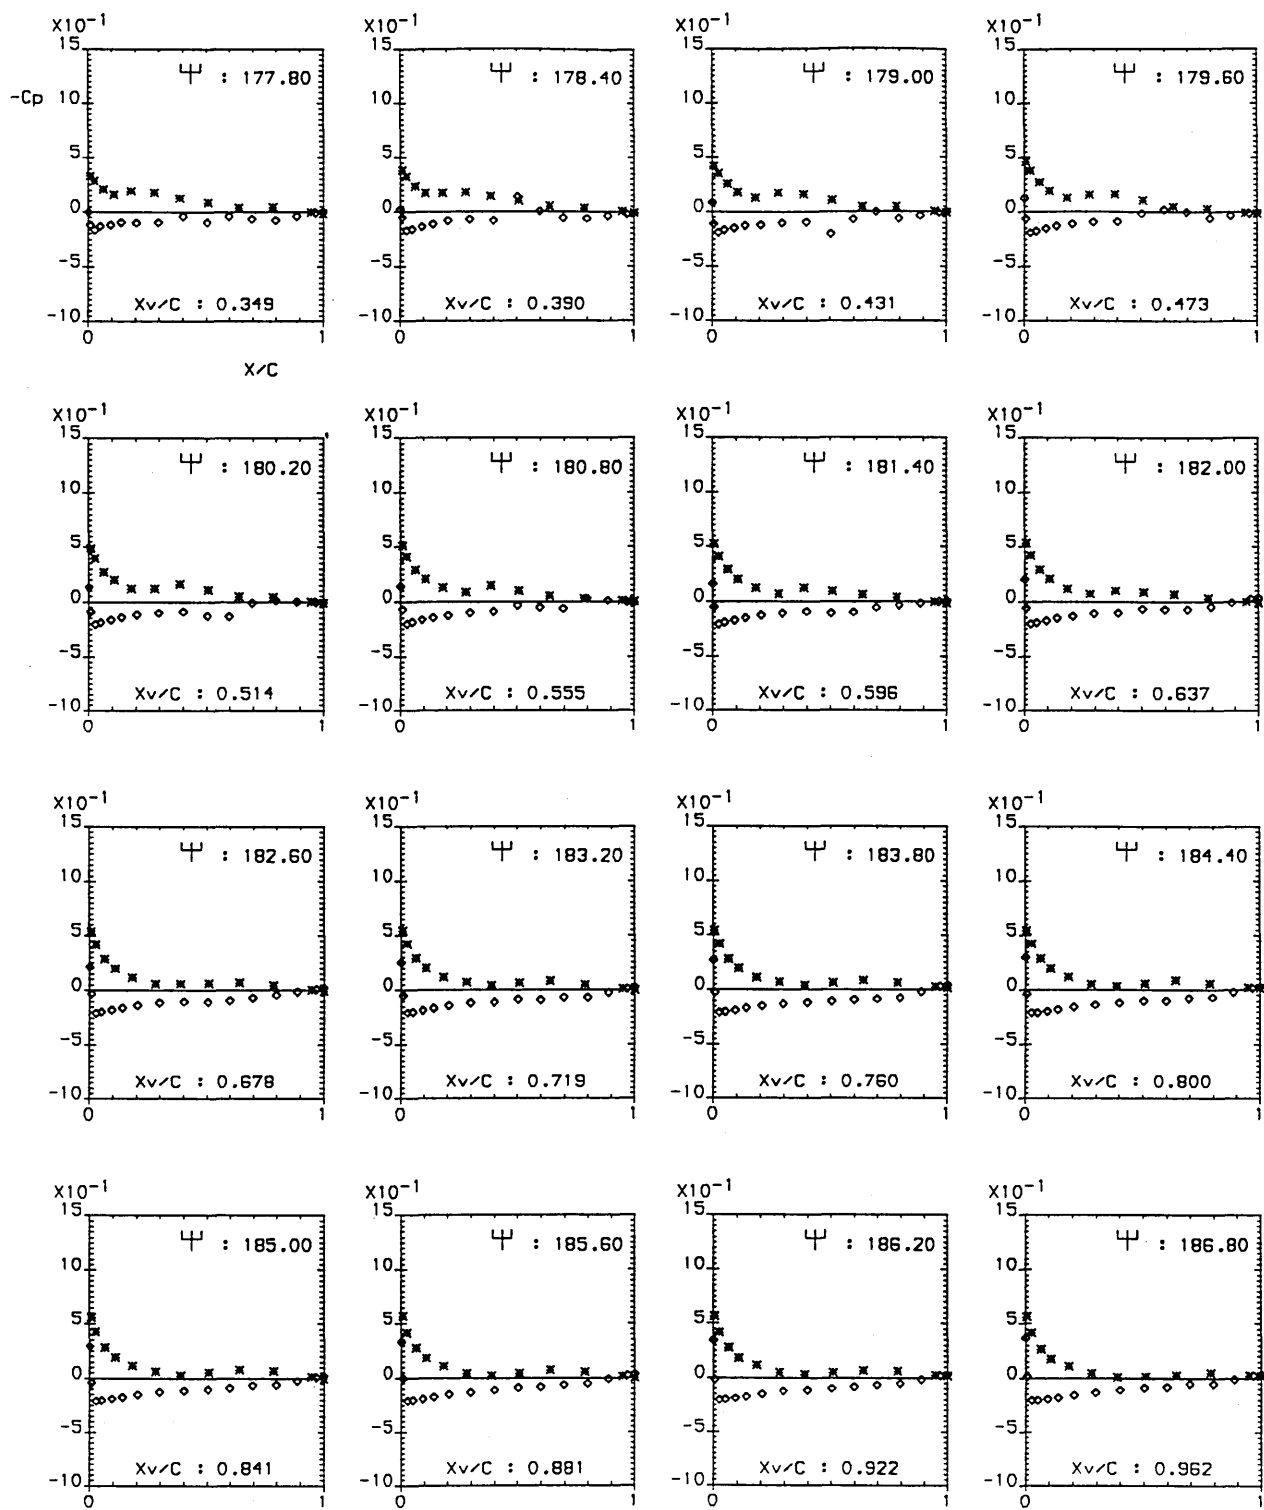 X10-1 X10-1 X10-1 X10-1
15 15 15 15
Ψ : 177.80 Ψ : 178.40 Ψ : 179.00 Ψ : 179.60
-Cp 10 10 10 10
5 5 5 5
0 0 0 0
-5 -5 -5 -5
Xv/C : 0.349 Xv/C : 0.390 Xv/C : 0.431 Xv/C : 0.473
-10 -10 -10 -10
0 1 0 1 0 1 0 1
X/C
X10-1 X10-1 X10-1 X10-1
15 15 15 15
Ψ : 180.20 Ψ : 180.80 Ψ : 181.40 Ψ : 182.00
10 10 10 10
5 5 5 5
0 0 0 0
-5 -5 -5 -5
Xv/C : 0.514 Xv/C : 0.555 Xv/C : 0.596 Xv/C : 0.637
-10 -10 -10 -10
0 1 0 1 0 1 0 1
X10-1 X10-1 X10-1 X10-1
15 15 15 15
Ψ : 182.60 Ψ : 183.20 Ψ : 183.80 Ψ : 184.40
10 10 10 10
5 5 5 5
0 0 0 0
-5 -5 -5 -5
Xv/C : 0.678 Xv/C : 0.719 Xv/C : 0.760 Xv/C : 0.800
-10 -10 -10 -10
0 1 0 1 0 1 0 1
X10-1 X10-1 X10-1 X10-1
15 15 15 15
Ψ : 185.00 Ψ : 185.60 Ψ : 186.20 Ψ : 186.80
10 10 10 10
5 5 5 5
0 0 0 0
-5 -5 -5 -5
Xv/C : 0.841 Xv/C : 0.881 Xv/C : 0.922 Xv/C : 0.962
-10 -10 -10 -10
0 1 0 1 0 1 0 1